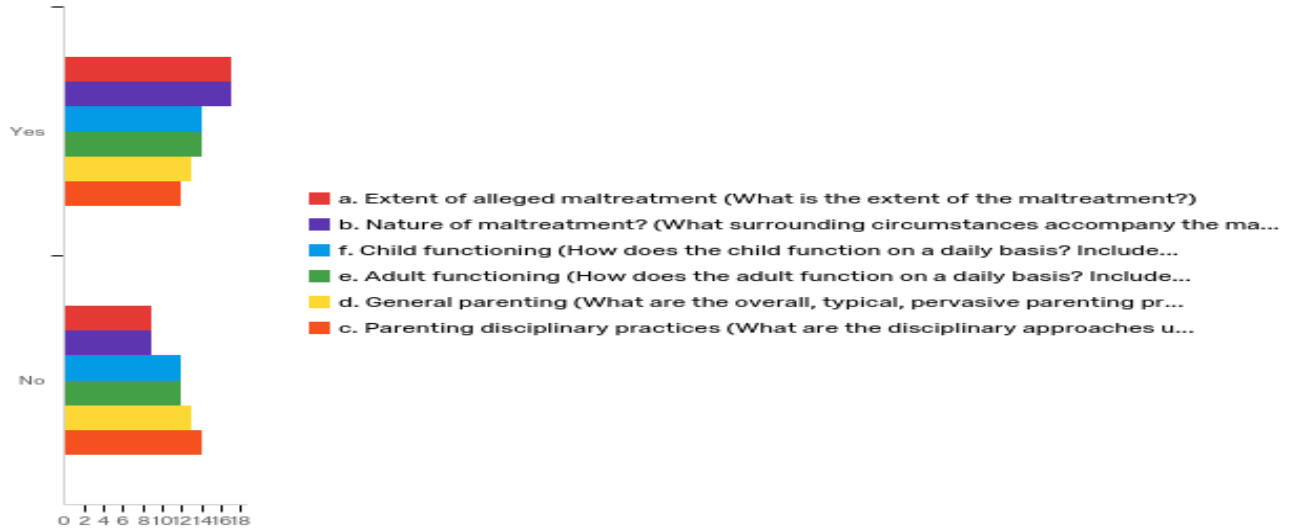 Yes
a. Extent of alleged maltreatment (What is the extent of the maltreatment?)
b. Nature of maltreatment? (What surrounding circumstances accompany the ma...
f. Child functioning (How does the child function on a daily basis? Include...
e. Adult functioning (How does the adult function on a daily basis? Include...
d. General parenting (What are the overall, typical, pervasive parenting pr...
c. Parenting disciplinary practices (What are the disciplinary approaches u...
No
0 2 4 6 8 10 12 14 16 18